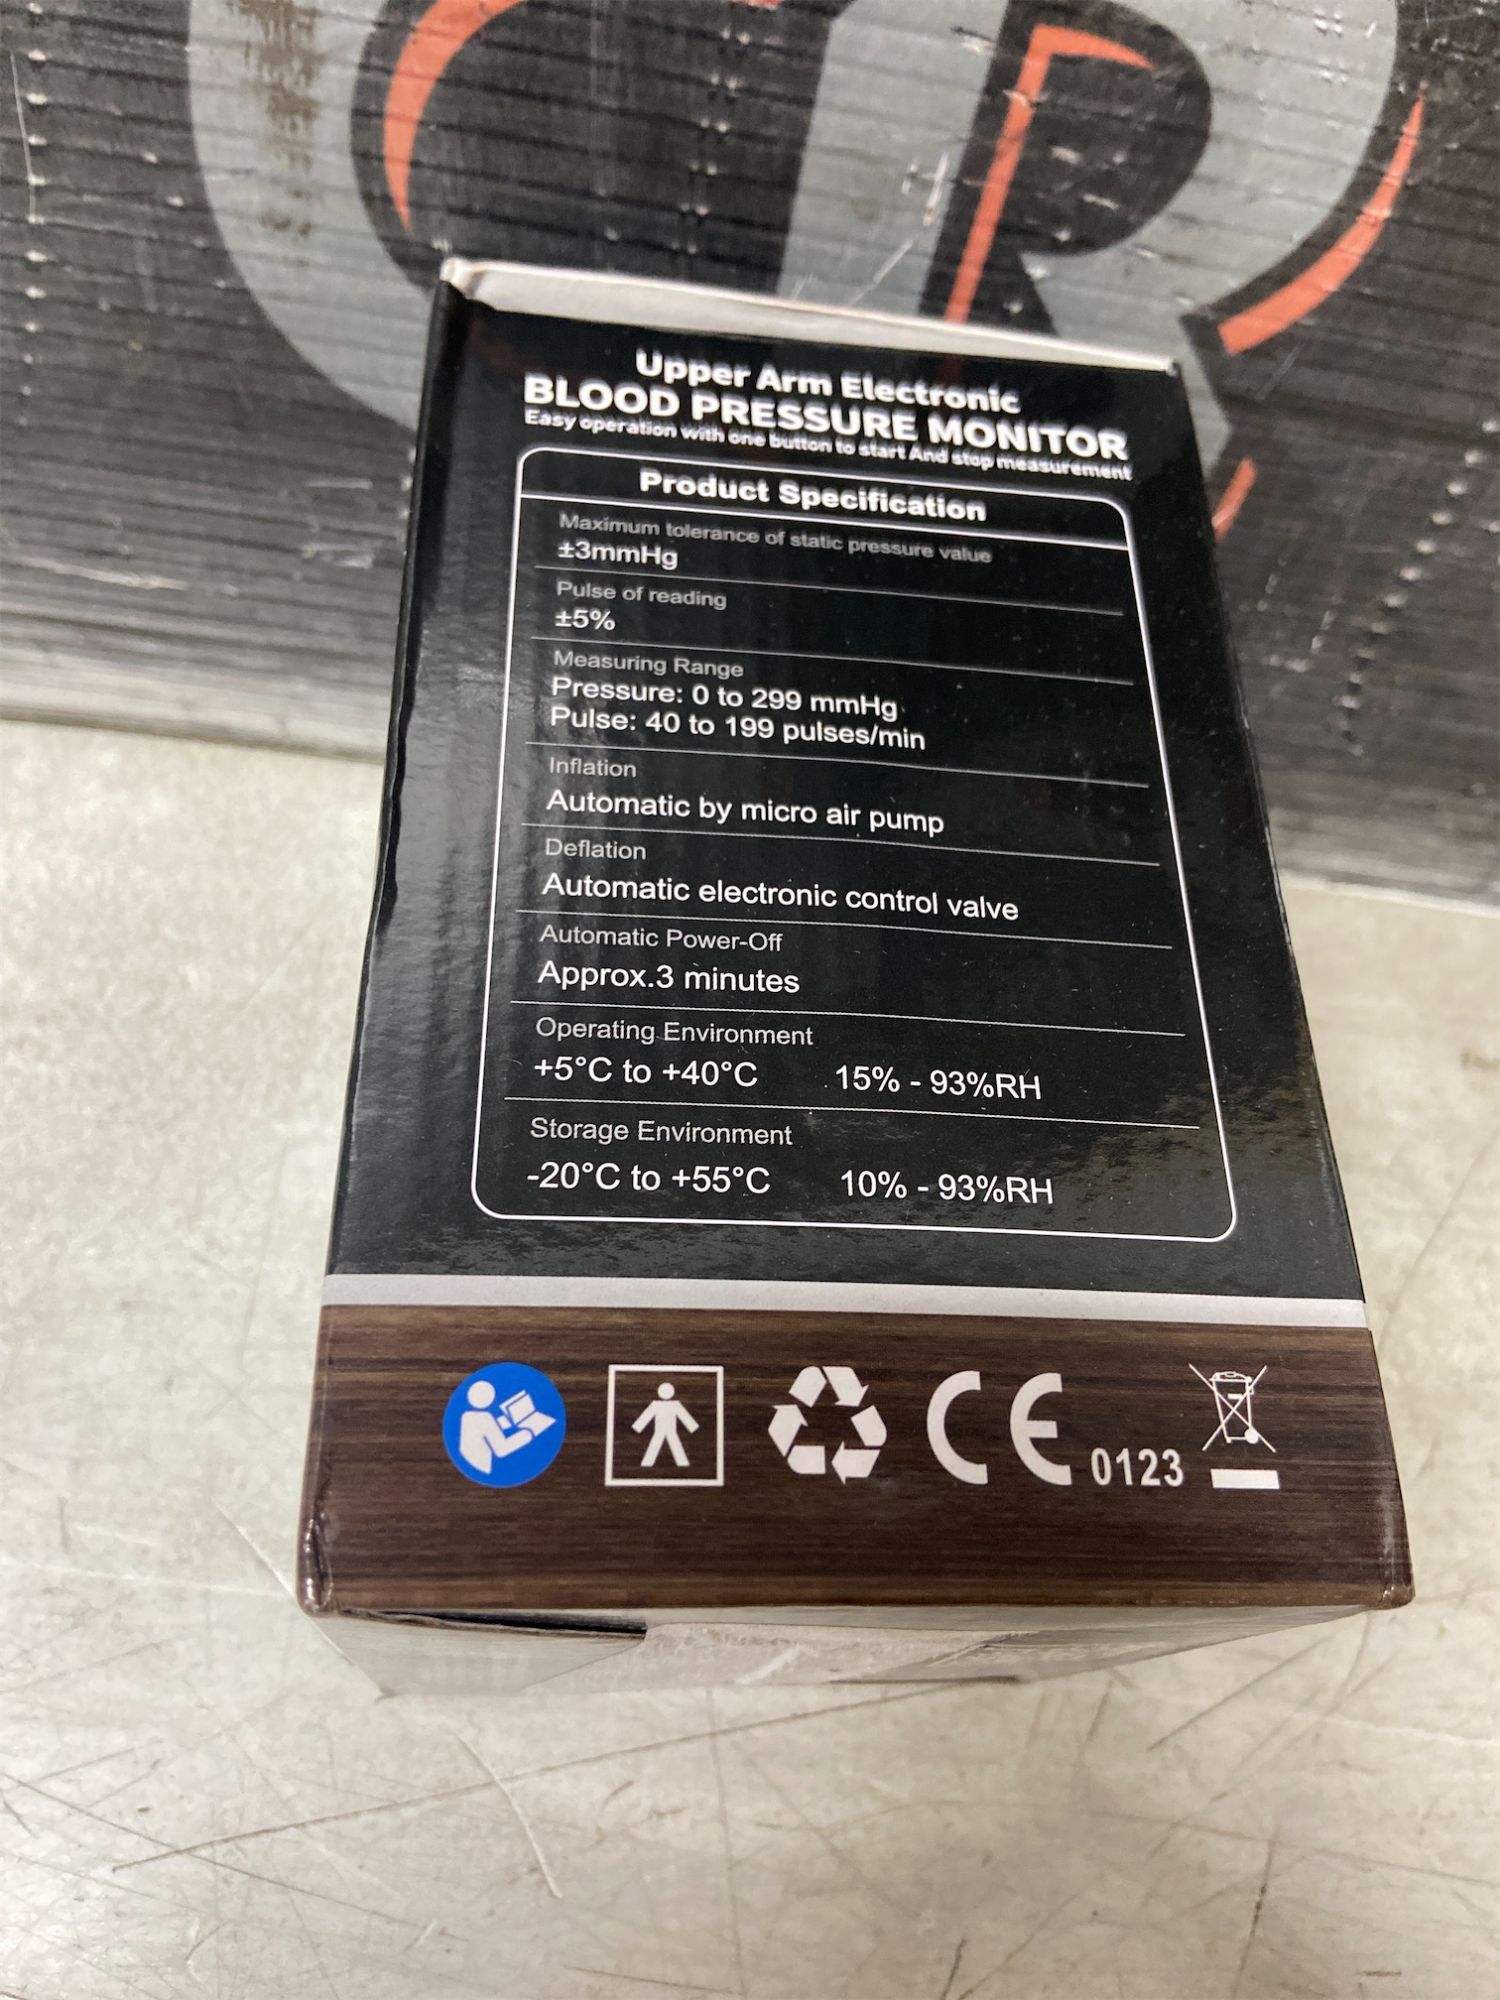 Upper Arm Electronic
BLOOD PRESSURE MONITOR
Easy operation with one button to start And stop measurement
Product Specification
Maximum tolerance of static pressure value
±3mmHg
Pulse of reading
±5%
Measuring Range
Pressure: 0 to 299 mmHg
Pulse: 40 to 199 pulses/min
Inflation
Automatic by micro air pump
Deflation
Automatic electronic control valve
Automatic Power-Off
Approx.3 minutes
Operating Environment
+5°C to +40°C 15% - 93%RH
Storage Environment
-20°C to +55°C 10% - 93%RH
CE 0123